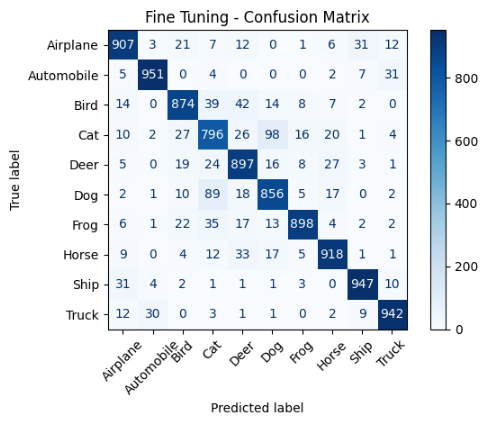 Fine Tuning - Confusion Matrix
True label
Airplane 907 3 21 7 12 0 1 6 31 12
Automobile 5 951 0 4 0 0 0 2 7 31
Bird 14 0 874 39 42 14 8 7 2 0
Cat 10 2 27 796 26 98 16 20 1 4
Deer 5 0 19 24 897 16 8 27 3 1
Dog 2 1 10 89 18 856 5 17 0 2
Frog 6 1 22 35 17 13 898 4 2 2
Horse 9 0 4 12 33 17 5 918 1 1
Ship 31 4 2 1 1 1 3 0 947 10
Truck 12 30 0 3 1 1 0 2 9 942
Airplane Automobile Bird Cat Deer Dog Frog Horse Ship Truck
Predicted label
800
600
400
200
0